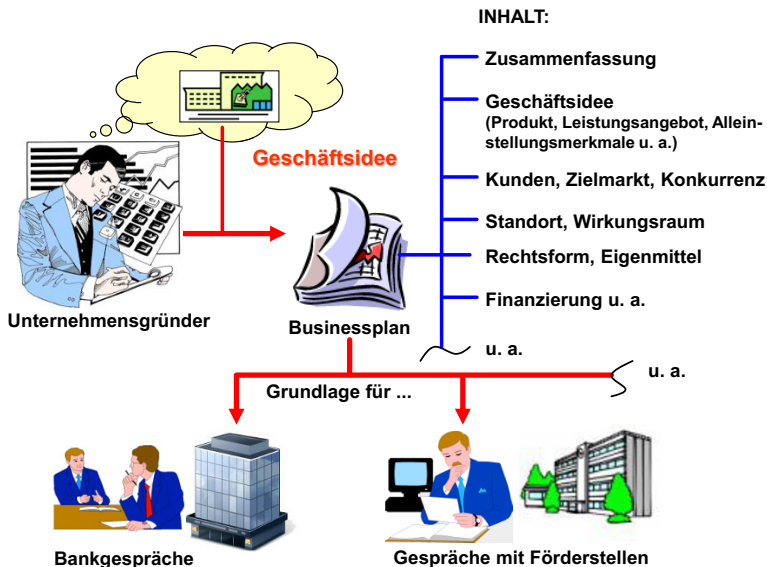 INHALT:
Zusammenfassung
Geschäftsidee
(Produkt, Leistungsangebot, Allein-
stellungsmerkmale u. a.)
Kunden, Zielmarkt, Konkurrenz
Standort, Wirkungsraum
Rechtsform, Eigenmittel
Finanzierung u. a.
u. a.
Geschäftsidee
Unternehmensgründer
Businessplan
u. a.
Grundlage für ...
Bankgespräche
Gespräche mit Förderstellen